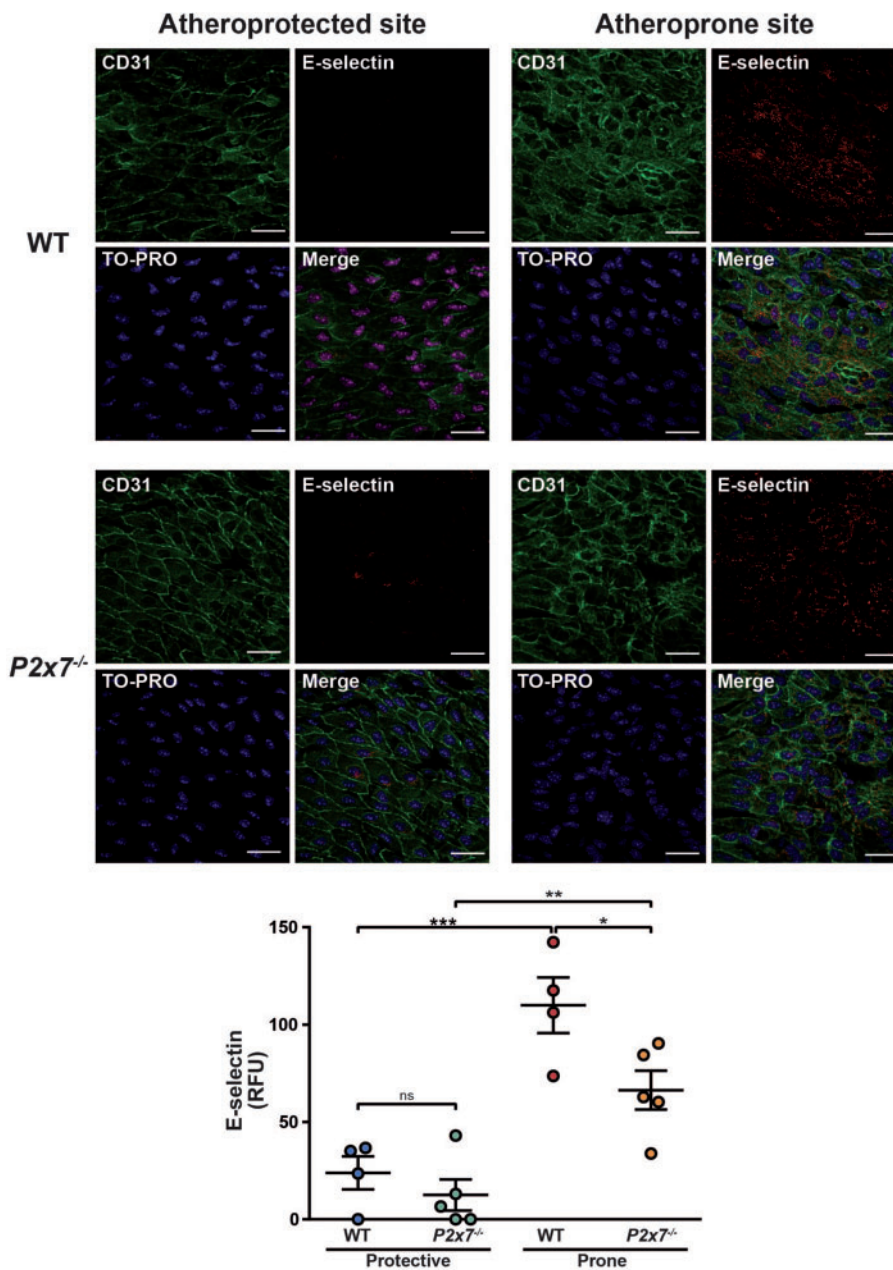 Atheroprotected site
Atheroprone site
CD31
E-selectin
CD31
E-selectin
WT
TO-PRO
Merge
TO-PRO
Merge
CD31
E-selectin
CD31
E-selectin
P2x7-/-
TO-PRO
Merge
TO-PRO
Merge
**
***
*
ns
E-selectin
(RFU)
150
100
50
0
WT
P2x7-/-
WT
P2x7-/-
Protective
Prone